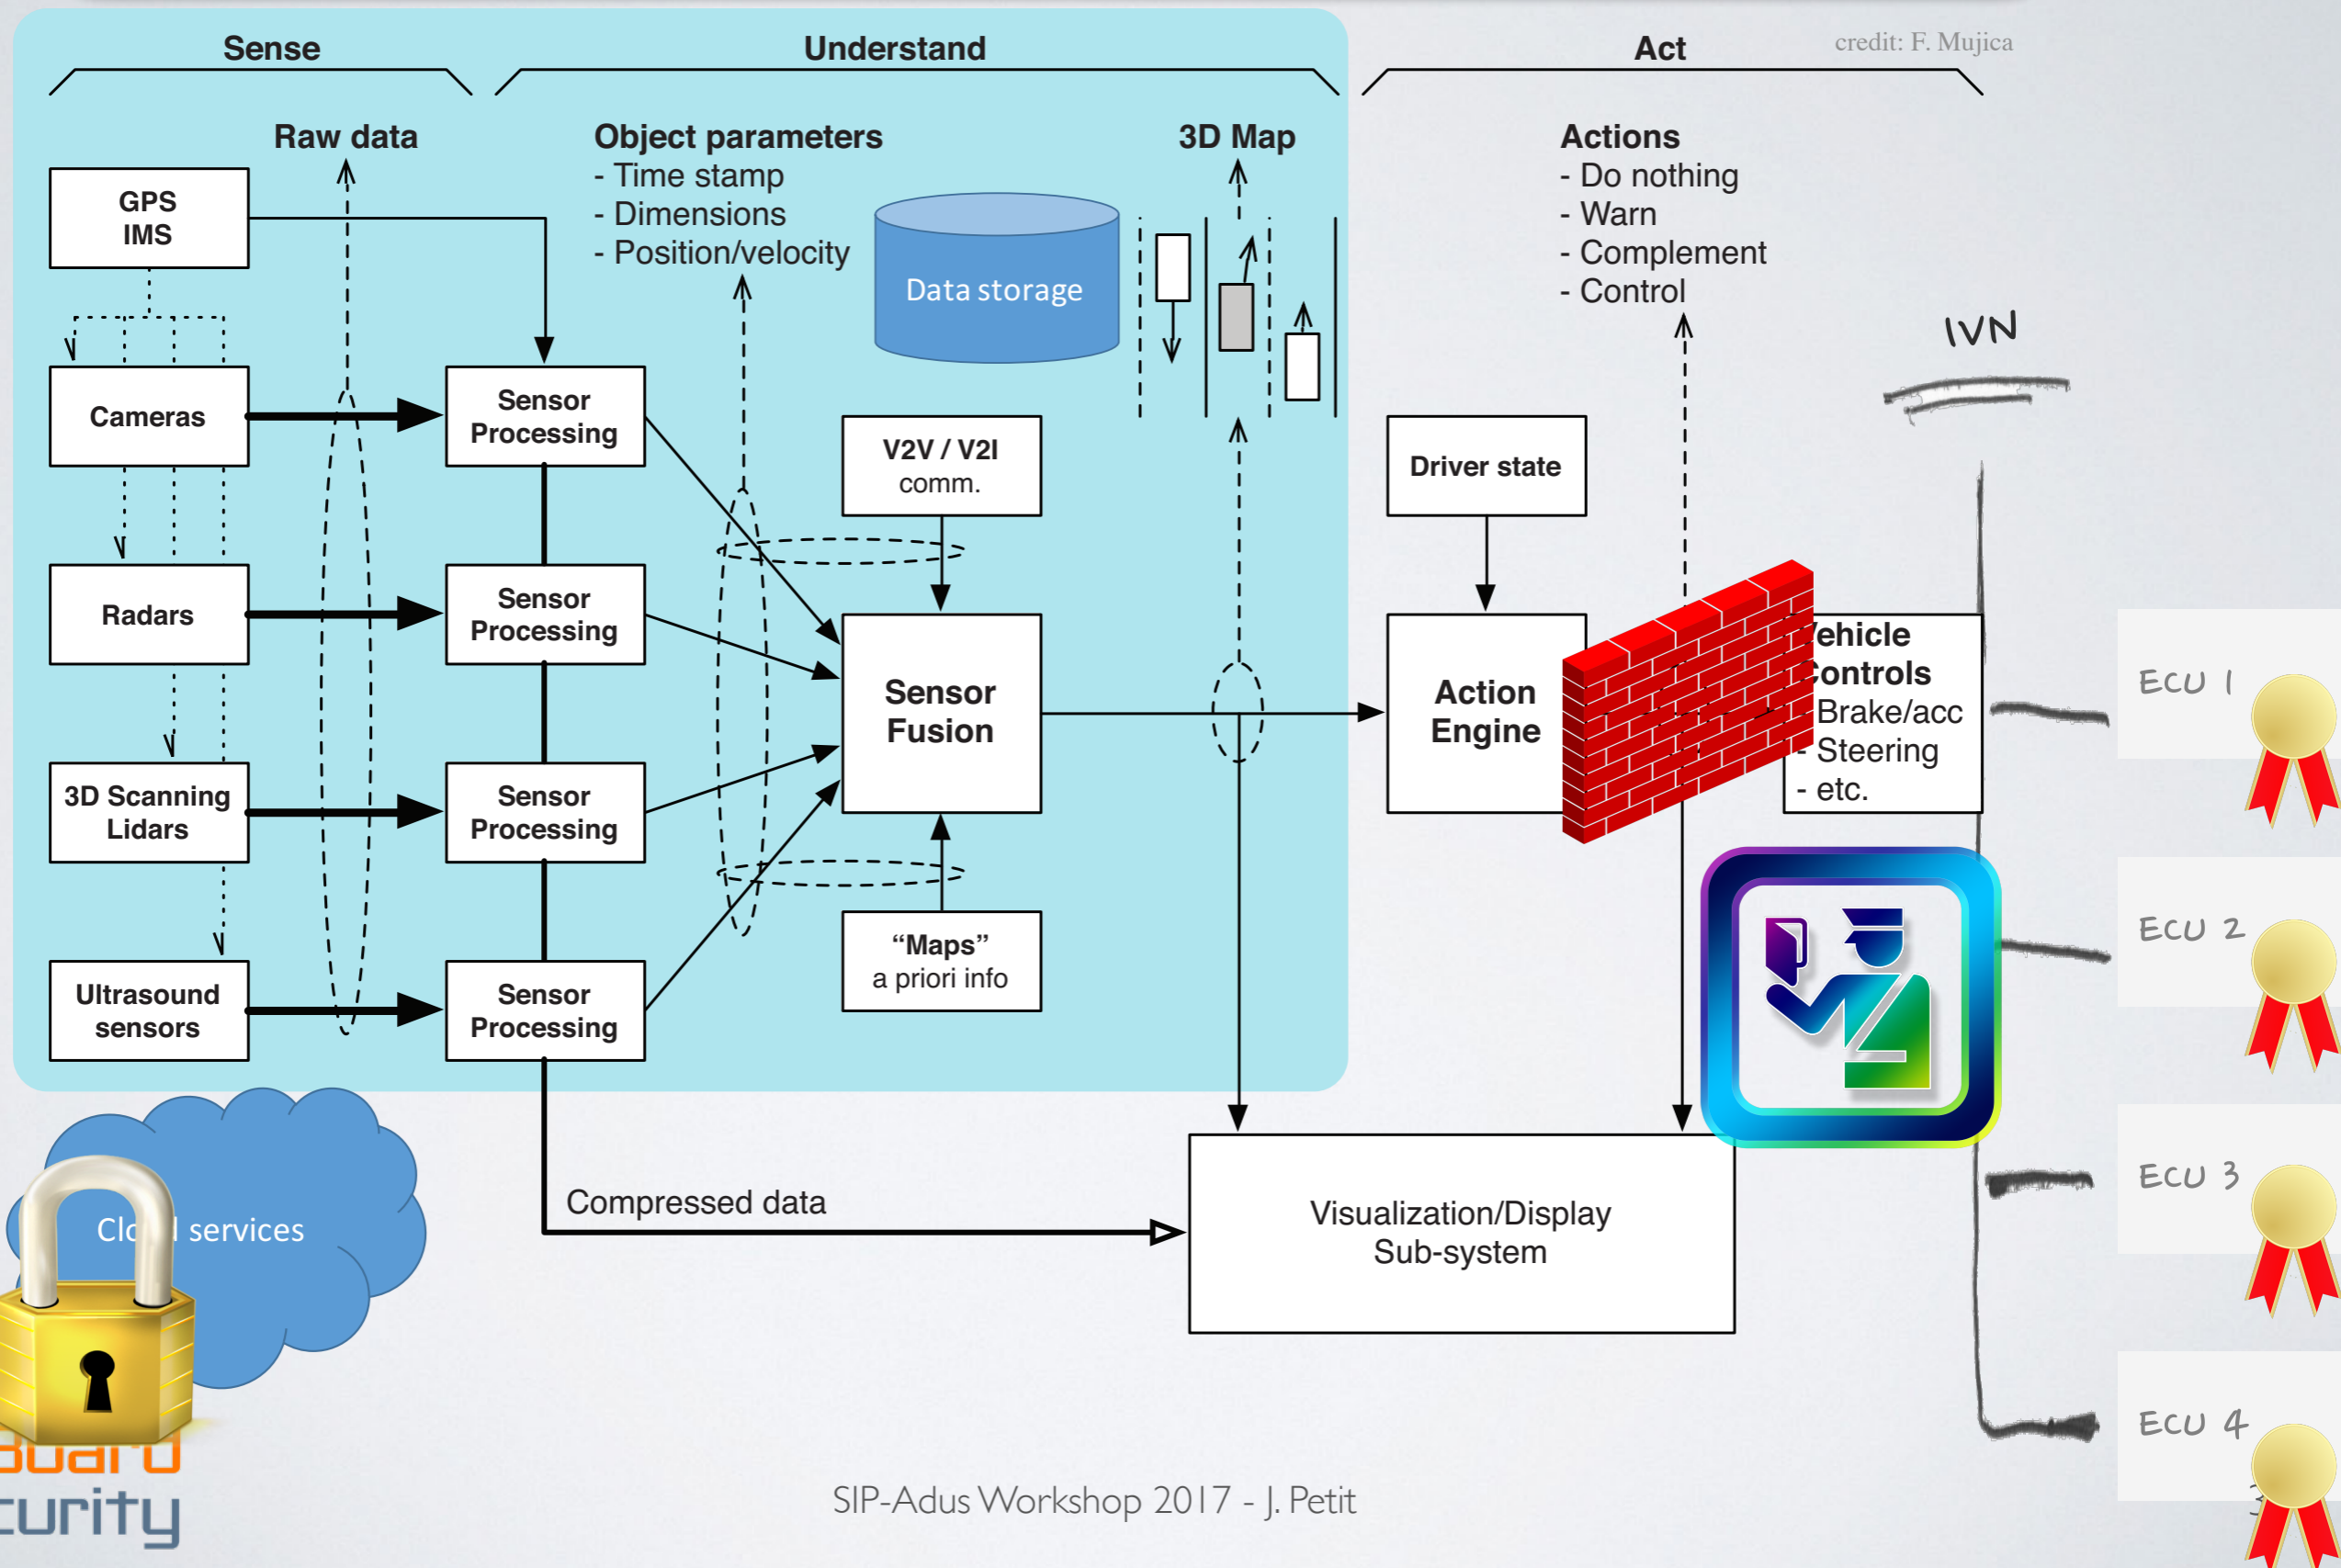 Sense
Understand
Act
credit: F. Mujica
Raw data
Object parameters
- Time stamp
- Dimensions
- Position/velocity
3D Map
Actions
- Do nothing
- Warn
- Complement
- Control
GPS
IMS
Data storage
IVN
Cameras
Sensor
Processing
V2V / V2I
comm.
Driver state
Radars
Sensor
Processing
Sensor
Fusion
Action
Engine
ehicle
ontrols
Brake/acc
- Steering
- etc.
ECU 1
3D Scanning
Lidars
Sensor
Processing
ECU 2
"Maps"
a priori info
Ultrasound
sensors
Sensor
Processing
ECU 3
Compressed data
Visualization/Display
Sub-system
services
ECU 4
curity
SIP-Adus Workshop 2017 - J. Petit